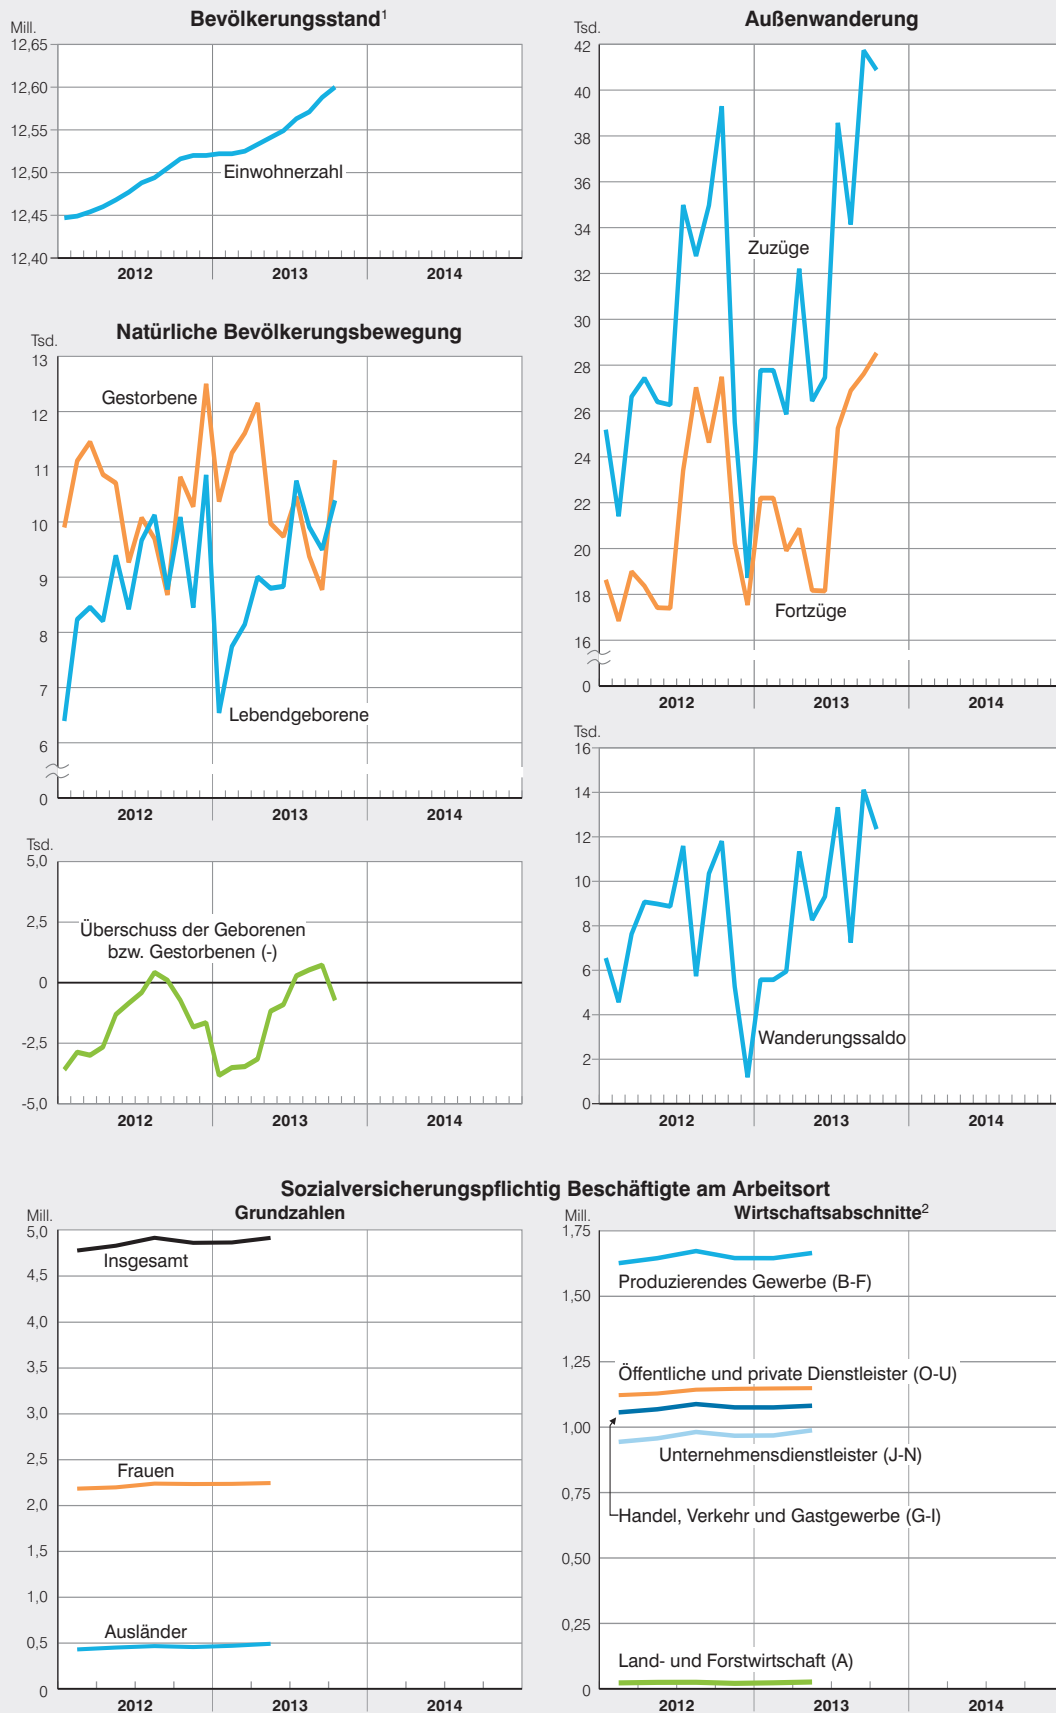 Bevölkerungsstand¹
Mill.
12,65
12,60
12,55
12,50
12,45
12,40
Einwohnerzahl
2012 2013 2014
Natürliche Bevölkerungsbewegung
Tsd.
13
12
11
10
9
8
7
6
0
Gestorbene
Lebendgeborene
2012 2013 2014
Tsd.
5,0
2,5
0
-2,5
-5,0
Überschuss der Geborenen
bzw. Gestorbenen (-)
2012 2013 2014
Außenwanderung
Tsd.
42
40
38
36
34
32
30
28
26
24
22
20
18
16
0
Zuzüge
Fortzüge
2012 2013 2014
Tsd.
16
14
12
10
8
6
4
2
0
Wanderungssaldo
2012 2013 2014
Sozialversicherungspflichtig Beschäftigte am Arbeitsort
Grundzahlen
Mill.
5,0
4,5
4,0
3,5
3,0
2,5
2,0
1,5
1,0
0,5
0
Insgesamt
Frauen
Ausländer
2012 2013 2014
Wirtschaftsabschnitte²
Mill.
1,75
1,50
1,25
1,00
0,75
0,50
0,25
0
Produzierendes Gewerbe (B-F)
Öffentliche und private Dienstleister (O-U)
Unternehmensdienstleister (J-N)
Handel, Verkehr und Gastgewerbe (G-I)
Land- und Forstwirtschaft (A)
2012 2013 2014